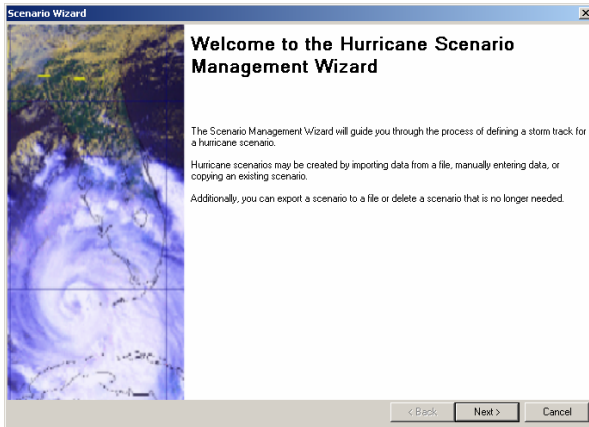 Scenario Wizard
Welcome to the Hurricane Scenario
Management Wizard
The Scenario Management Wizard will guide you through the process of defining a storm track for
a hurricane scenario.
Hurricane scenarios may be created by importing data from a file, manually entering data, or
copying an existing scenario.
Additionally, you can export a scenario to a file or delete a scenario that is no longer needed.
< Back
Next >
Cancel